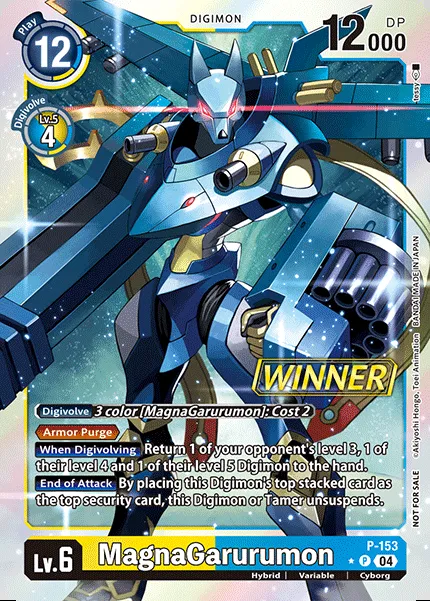 DIGIMON
Play
12
12000 DP
Digivolve
Lv.5
4
tessy
WINNER
Digivolve 3 color [MagnaGarurumon]: Cost 2
Armor Purge
When Digivolving Return 1 of your opponent's level 3, 1 of
their level 4 and 1 of their level 5 Digimon to the hand.
End of Attack By placing this Digimon's top stacked card as
the top security card, this Digimon or Tamer unsuspends.
©Akiyoshi Hongo, Toei Animation BANDAI MADE IN JAPAN
NOT FOR SALE
P-153
Lv.6 MagnaGarurumon
P 04
Hybrid | Variable | Cyborg